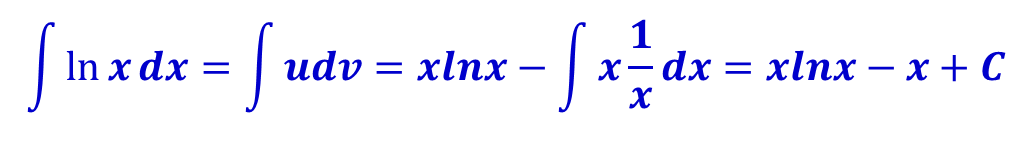 ∫ ln x dx = ∫ udv = xlnx − ∫ x 1/x dx = xlnx − x + C